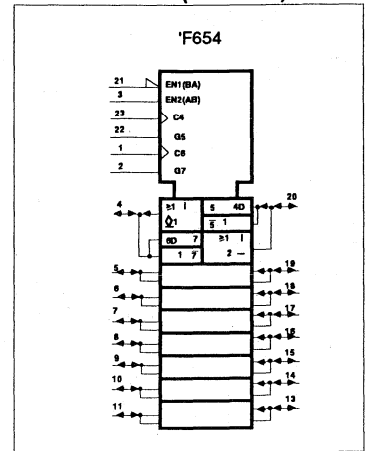 'F654
21 EN1(BA)
3 EN2(AB)
23 C4
22 G5
1 C6
2 G7
4 ≥1 5 4D 20
1 5 1
6D 7 ≥1
1 7 2
5 19
6 18
7 17
8 16
9 15
10 14
11 13